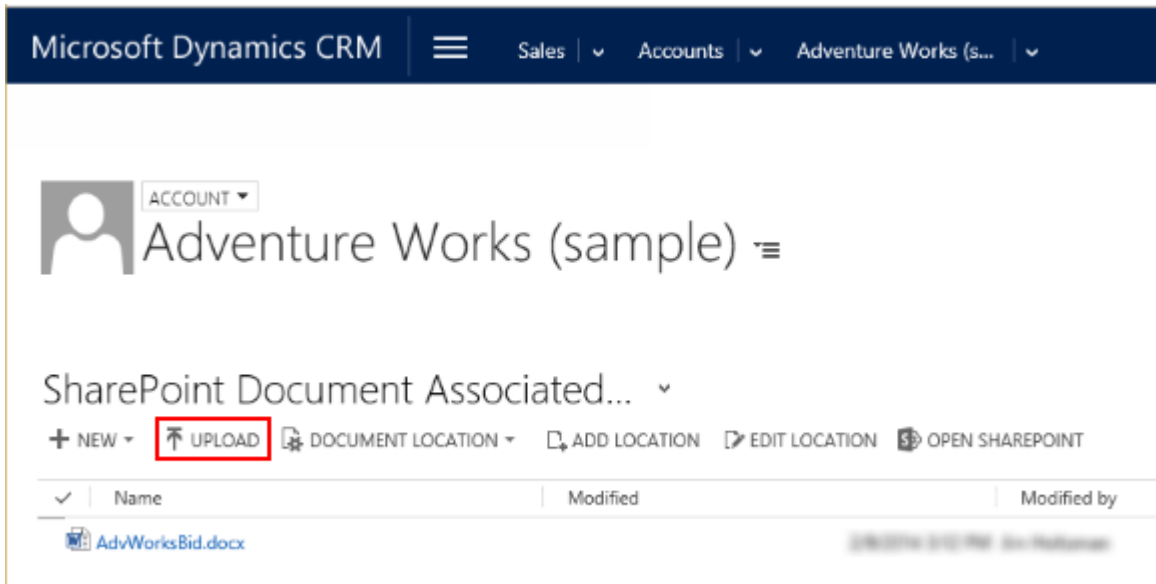 Microsoft Dynamics CRM Sales Accounts Adventure Works (s...
ACCOUNT
Adventure Works (sample)
SharePoint Document Associated...
NEW UPLOAD DOCUMENT LOCATION ADD LOCATION EDIT LOCATION OPEN SHAREPOINT
Name Modified Modified by
AdvWorksBid.docx